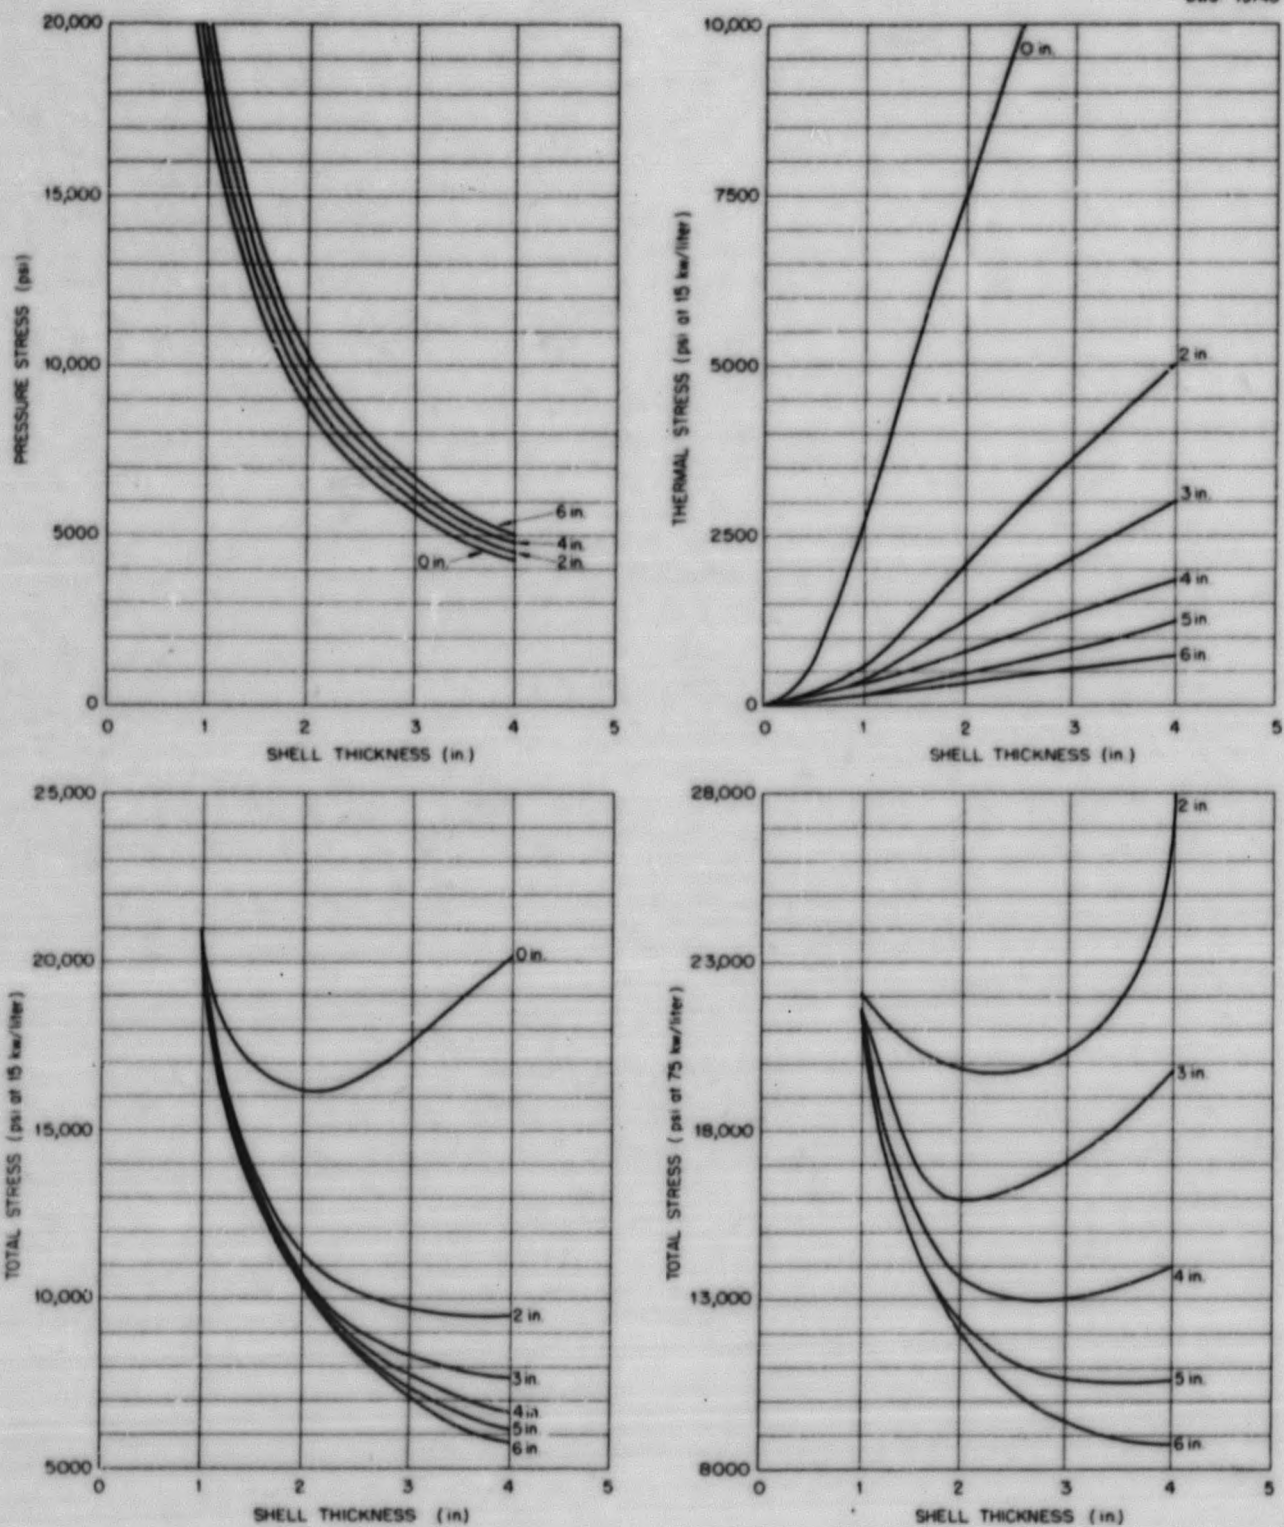 20,000
15,000
10,000
5000
0
PRESSURE STRESS (psi)
6 in.
4 in.
2 in.
0 in.
0 1 2 3 4 5
SHELL THICKNESS (in.)
10,000
7500
5000
2500
0
THERMAL STRESS (psi at 15 kw/liter)
0 in.
2 in.
3 in.
4 in.
5 in.
6 in.
0 1 2 3 4 5
SHELL THICKNESS (in.)
25,000
20,000
15,000
10,000
5000
TOTAL STRESS (psi at 15 kw/liter)
0 in.
2 in.
3 in.
4 in.
5 in.
6 in.
0 1 2 3 4 5
SHELL THICKNESS (in)
28,000
23,000
18,000
13,000
8000
TOTAL STRESS (psi at 75 kw/liter)
2 in.
3 in.
4 in.
5 in.
6 in.
0 1 2 3 4 5
SHELL THICKNESS (in.)